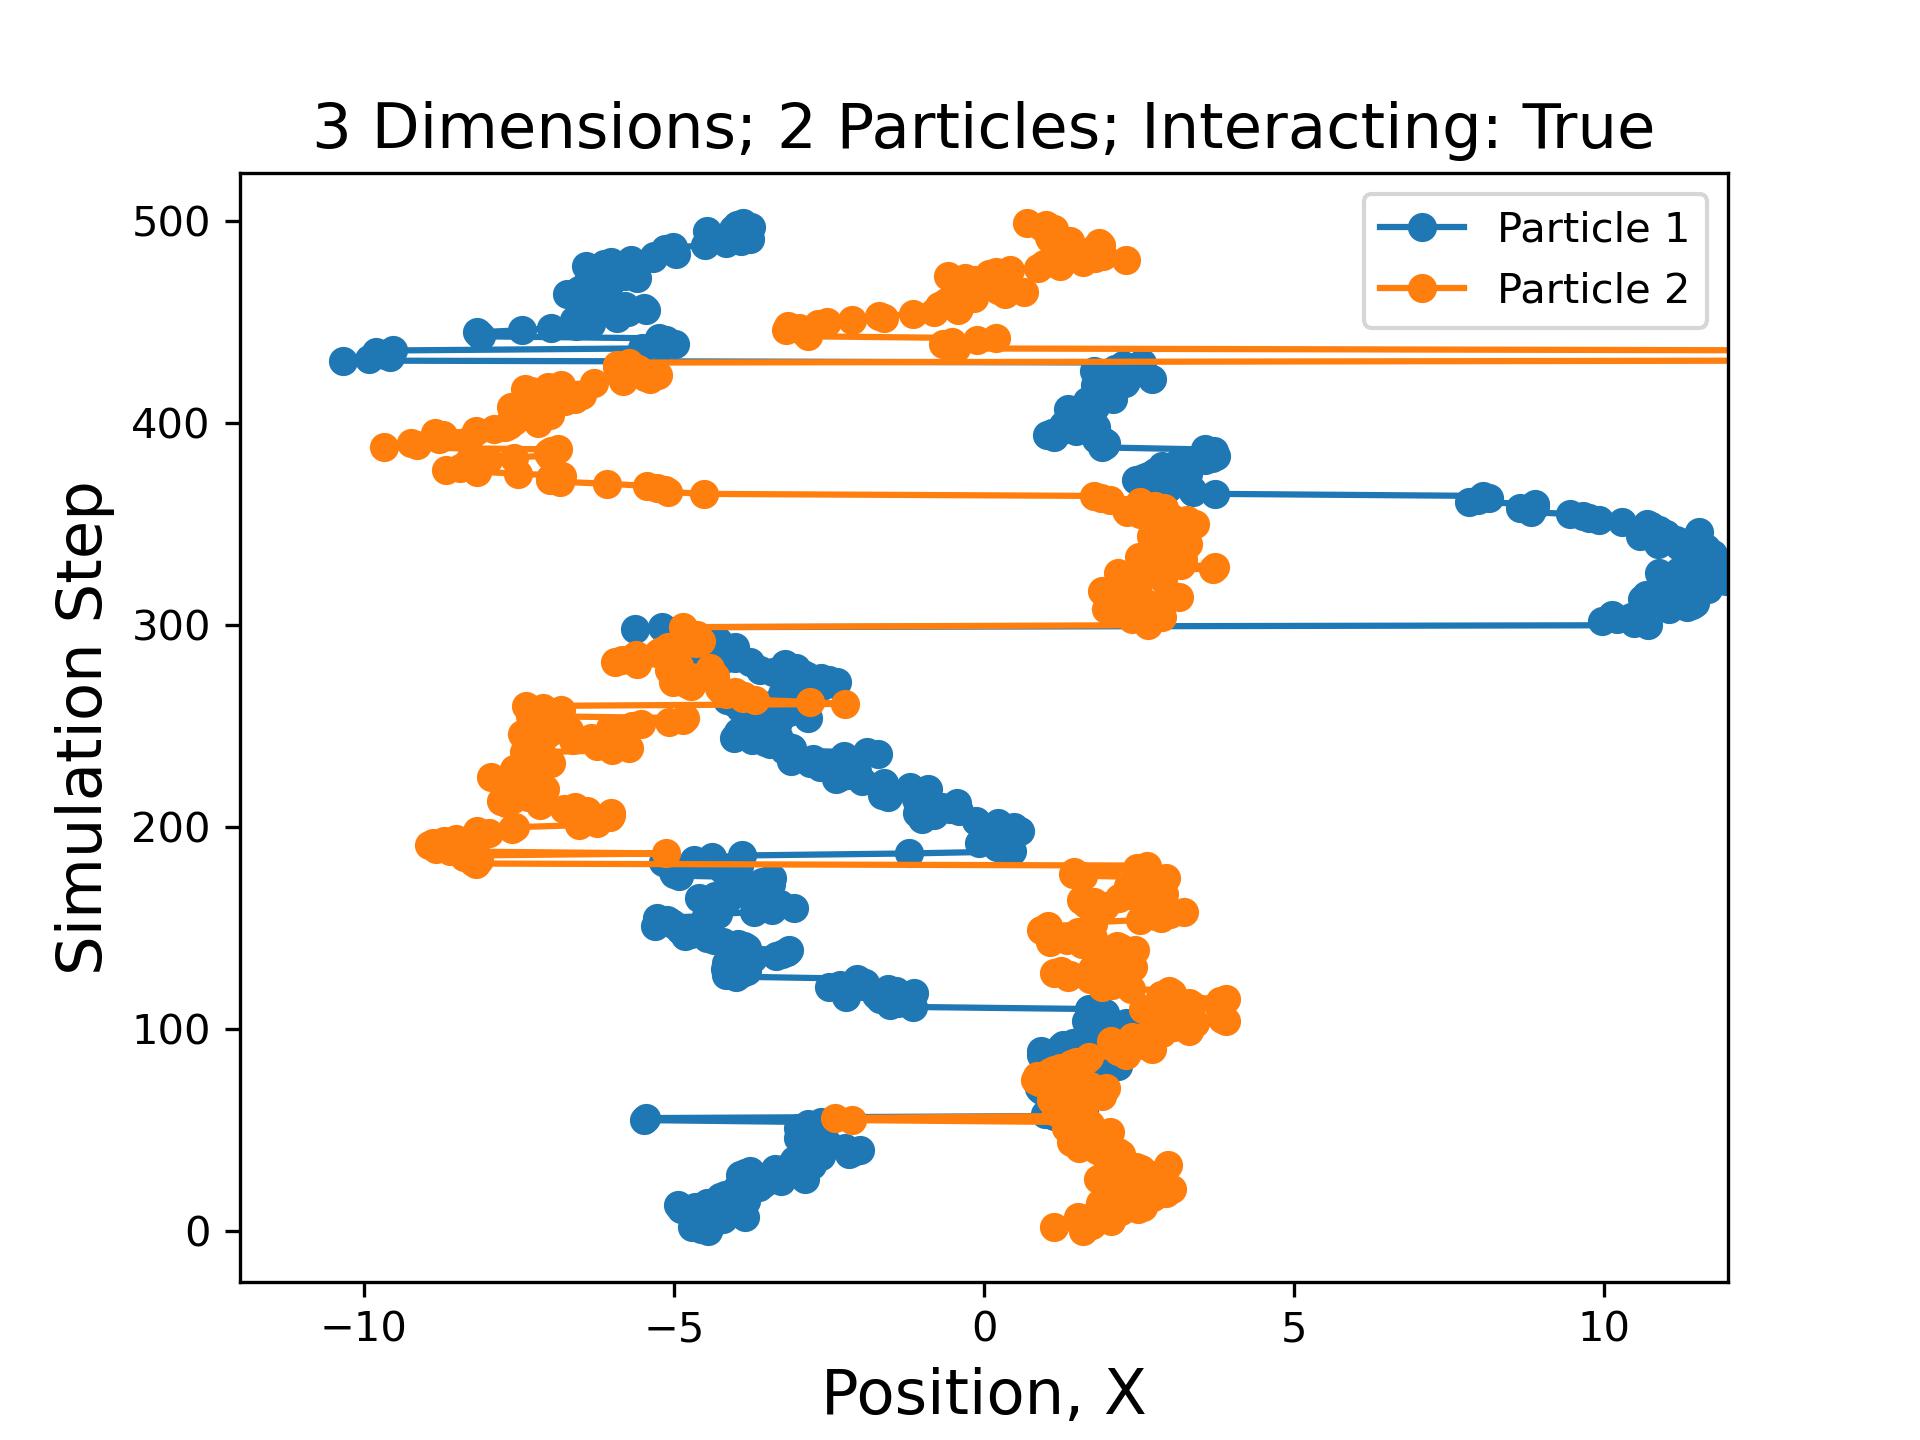 3 Dimensions; 2 Particles; Interacting: True
Particle 1
Particle 2
Simulation Step
500
400
300
200
100
0
−10
−5
0
5
10
Position, X